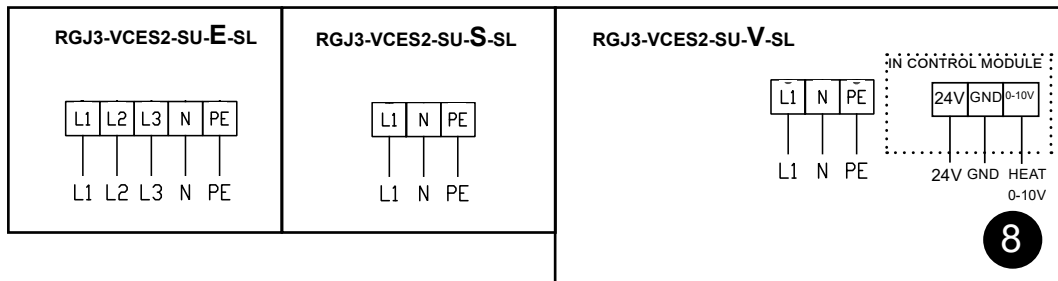 RGJ3-VCES2-SU-E-SL
L1 L2 L3 N PE
L1 L2 L3 N PE
RGJ3-VCES2-SU-S-SL
L1 N PE
L1 N PE
RGJ3-VCES2-SU-V-SL
L1 N PE
L1 N PE
IN CONTROL MODULE
24V GND 0-10V
24V GND HEAT
0-10V
8